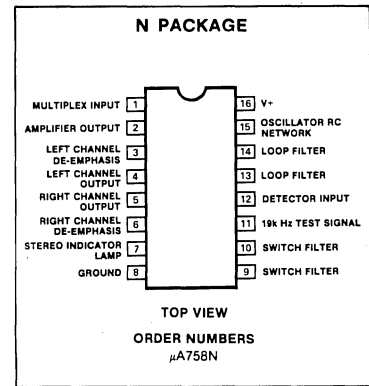 N PACKAGE
MULTIPLEX INPUT 1
AMPLIFIER OUTPUT 2
LEFT CHANNEL
DE-EMPHASIS 3
LEFT CHANNEL
OUTPUT 4
RIGHT CHANNEL
OUTPUT 5
RIGHT CHANNEL
DE-EMPHASIS 6
STEREO INDICATOR
LAMP 7
GROUND 8
16 V+
15 OSCILLATOR RC
NETWORK
14 LOOP FILTER
13 LOOP FILTER
12 DETECTOR INPUT
11 19k Hz TEST SIGNAL
10 SWITCH FILTER
9 SWITCH FILTER
TOP VIEW
ORDER NUMBERS
µA758N